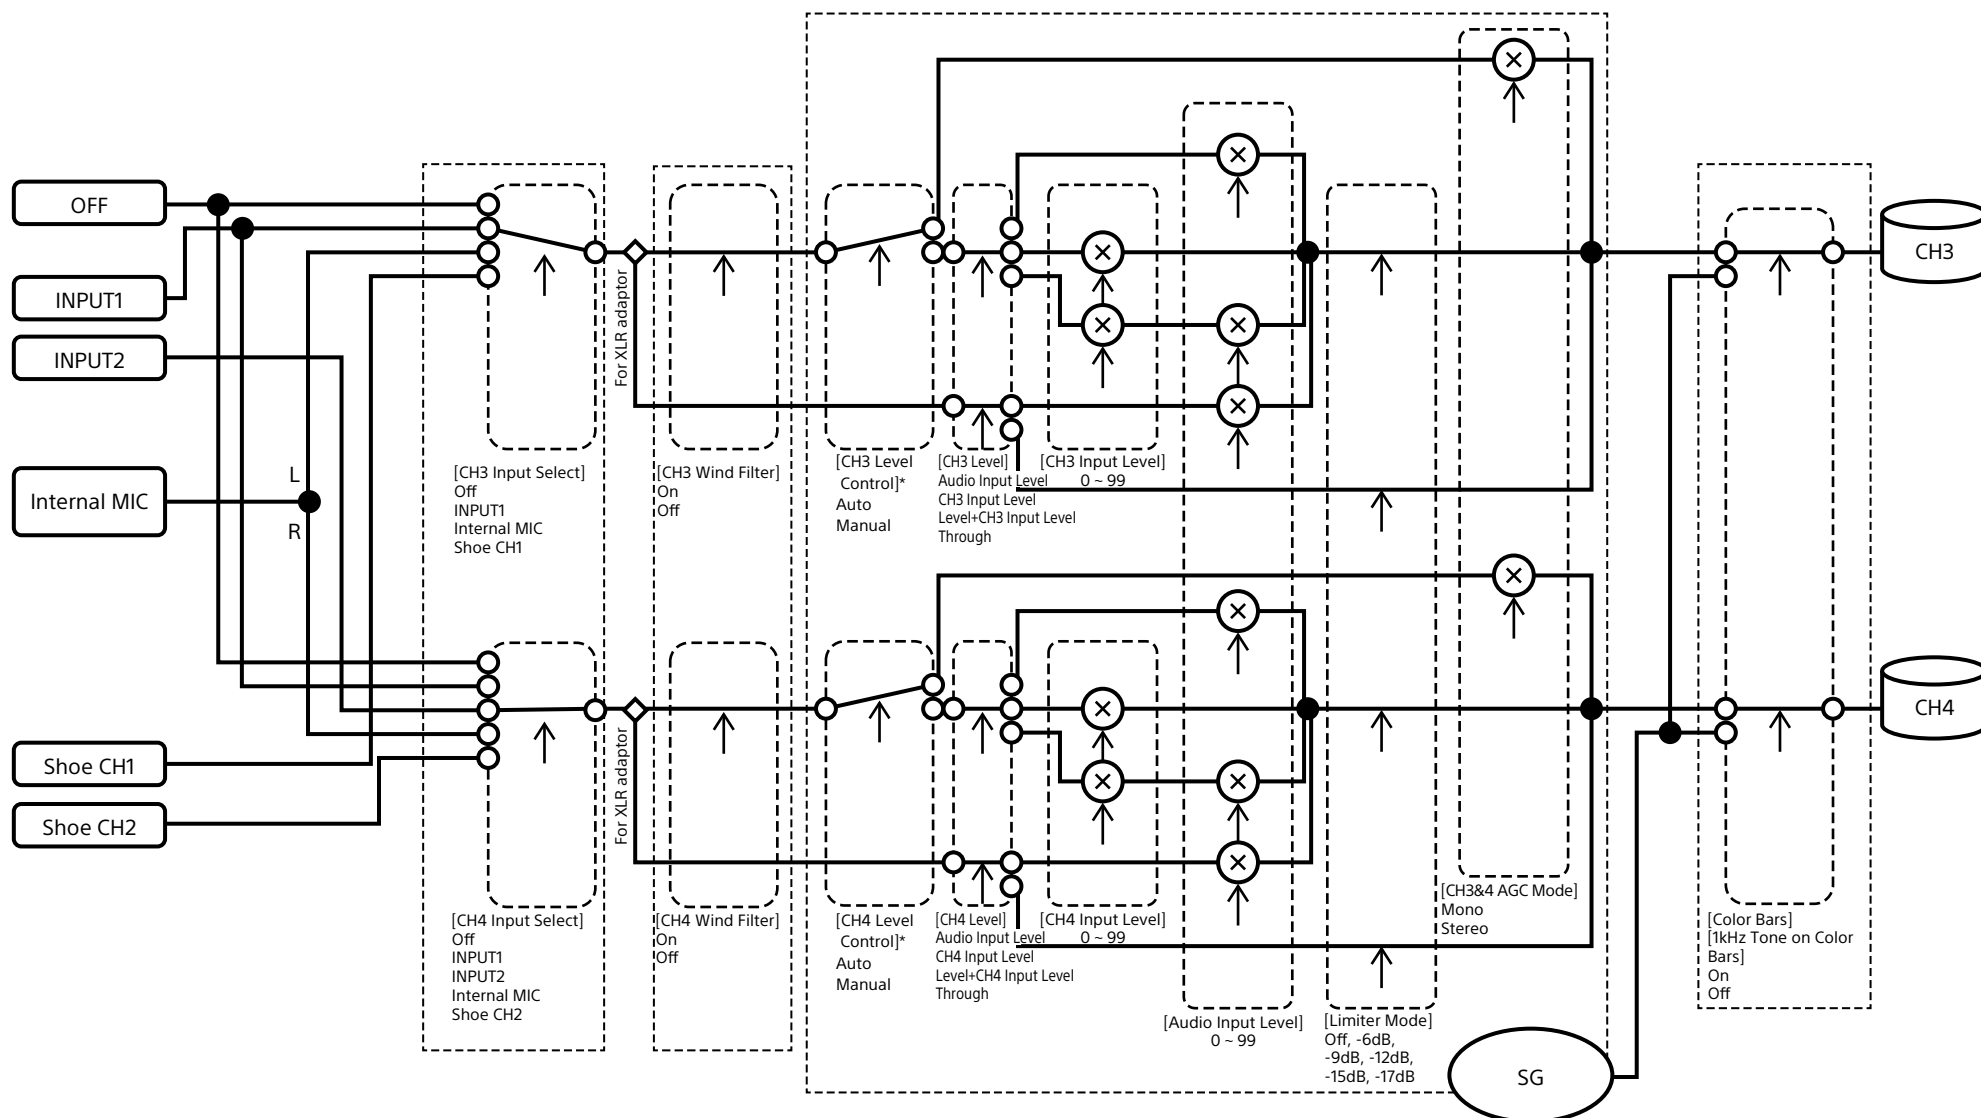 OFF
INPUT1
INPUT2
Internal MIC
L
R
Shoe CH1
Shoe CH2
[CH3 Input Select]
Off
INPUT1
Internal MIC
Shoe CH1
For XLR adaptor
[CH3 Wind Filter]
On
Off
[CH3 Level
Control]*
Auto
Manual
[CH3 Level]
Audio Input Level
CH3 Input Level
Level+CH3 Input Level
Through
[CH3 Input Level]
0 ~ 99
CH3
[CH4 Input Select]
Off
INPUT1
INPUT2
Internal MIC
Shoe CH2
For XLR adaptor
[CH4 Wind Filter]
On
Off
[CH4 Level
Control]*
Auto
Manual
[CH4 Level]
Audio Input Level
CH4 Input Level
Level+CH4 Input Level
Through
[CH4 Input Level]
0 ~ 99
[Audio Input Level]
0 ~ 99
[Limiter Mode]
Off, -6dB,
-9dB, -12dB,
-15dB, -17dB
[CH3&4 AGC Mode]
Mono
Stereo
SG
[Color Bars]
[1kHz Tone on Color
Bars]
On
Off
CH4